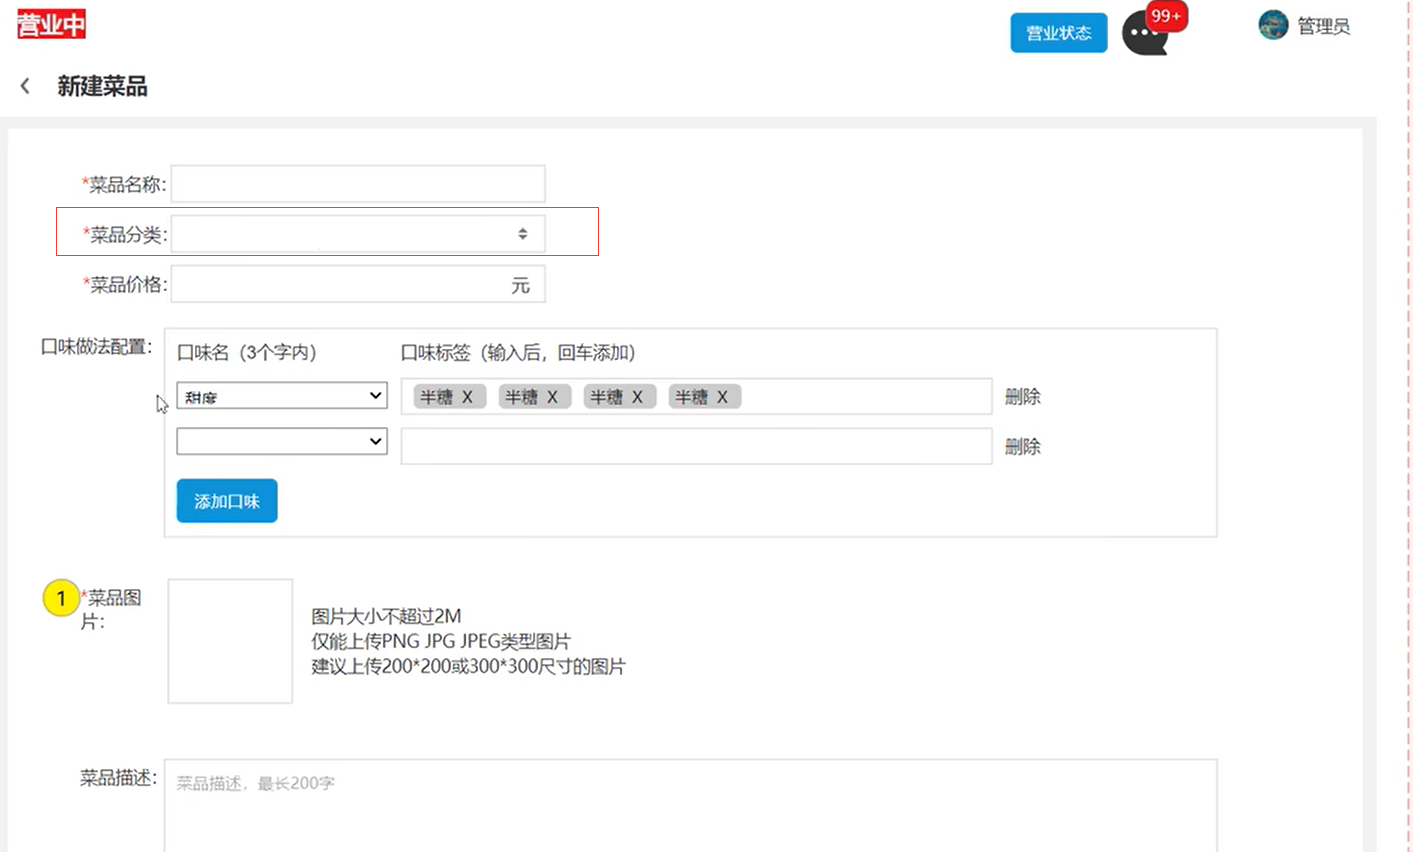 营业中
营业状态
99+
管理员
新建菜品
*菜品名称:
*菜品分类:
*菜品价格: 元
口味做法配置: 口味名（3个字内） 口味标签（输入后，回车添加）
甜度 半糖 X 半糖 X 半糖 X 半糖 X 删除
删除
添加口味
1 *菜品图
片:
图片大小不超过2M
仅能上传PNG JPG JPEG类型图片
建议上传200*200或300*300尺寸的图片
菜品描述: 菜品描述，最长200字